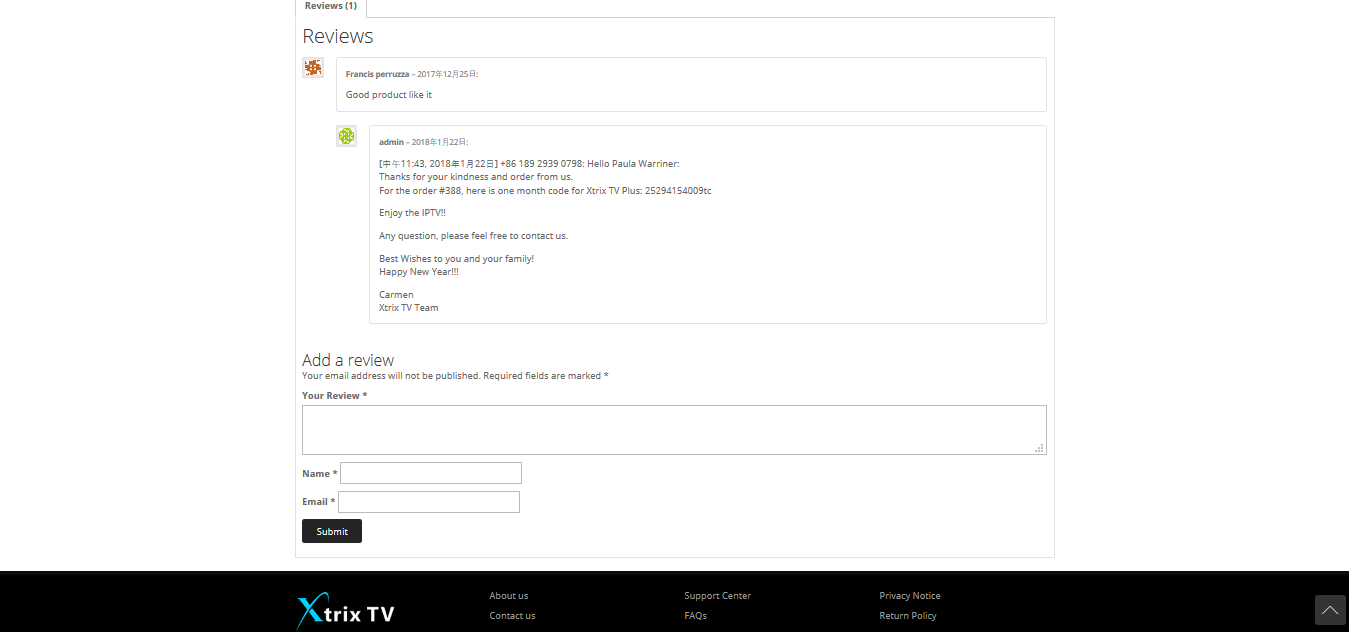 Reviews (1)
Reviews
Francis perruzza – 2017年12月25日:
Good product like it
admin – 2018年1月22日:
[中午11:43, 2018年1月22日] +86 189 2939 0798: Hello Paula Warriner:
Thanks for your kindness and order from us.
For the order #388, here is one month code for Xtrix TV Plus: 25294154009tc
Enjoy the IPTV!!
Any question, please feel free to contact us.
Best Wishes to you and your family!
Happy New Year!!!
Carmen
Xtrix TV Team
Add a review
Your email address will not be published. Required fields are marked *
Your Review *
Name *
Email *
Submit
Xtrix TV
About us
Support Center
Privacy Notice
Contact us
FAQs
Return Policy